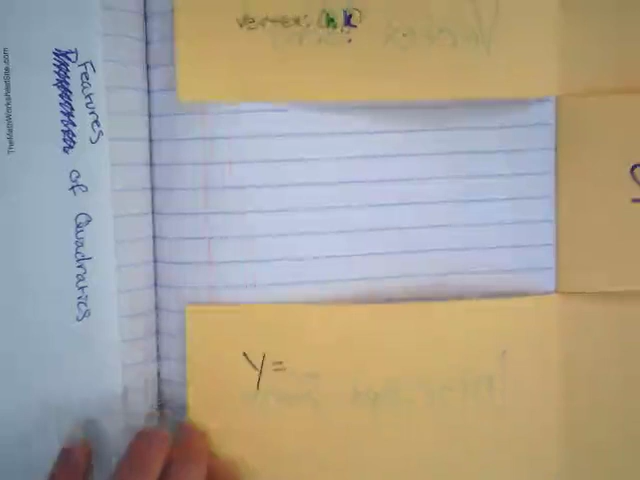 vertex: (h,k)
TheMathWorksheetSite.com
Features
of Quadratics
y =